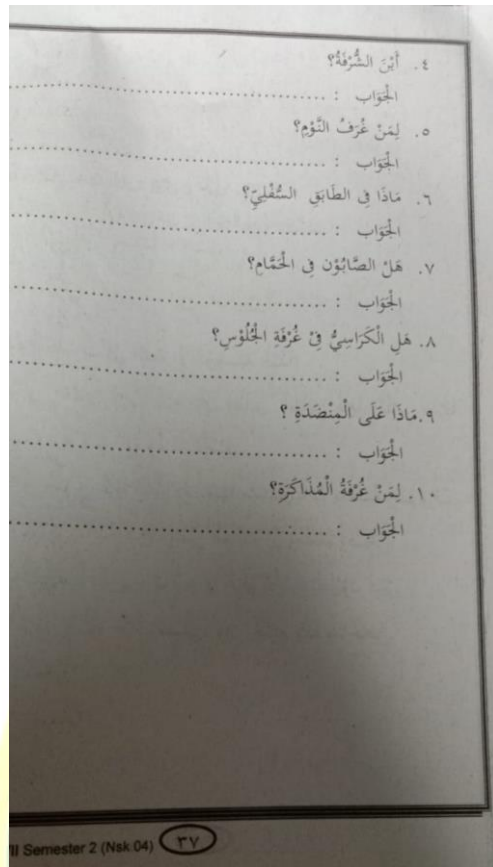 ٤. أَيْنَ الشُّرْفَةُ؟
الْجَوَاب : ........................................
٥. لِمَنْ غُرَفُ النَّوْمِ؟
الْجَوَاب : ........................................
٦. مَاذَا فِى الطَابَقِ السُّفْلِيِّ؟
الْجَوَاب : ........................................
٧. هَلْ الصَّابُوْن فِى الْحَمَّامِ؟
الْجَوَاب : ........................................
٨. هَلِ الْكَرَاسِيُّ فِيْ غُرْفَةِ الْجُلُوْسِ؟
الْجَوَاب : ........................................
٩.مَاذَا عَلَى الْمِنْضَدَةِ ؟
الْجَوَاب : ........................................
١٠. لِمَنْ غُرْفَةُ الْمُذَاكَرَةِ؟
الْجَوَاب : ........................................
II Semester 2 (Nsk 04) ٣٧